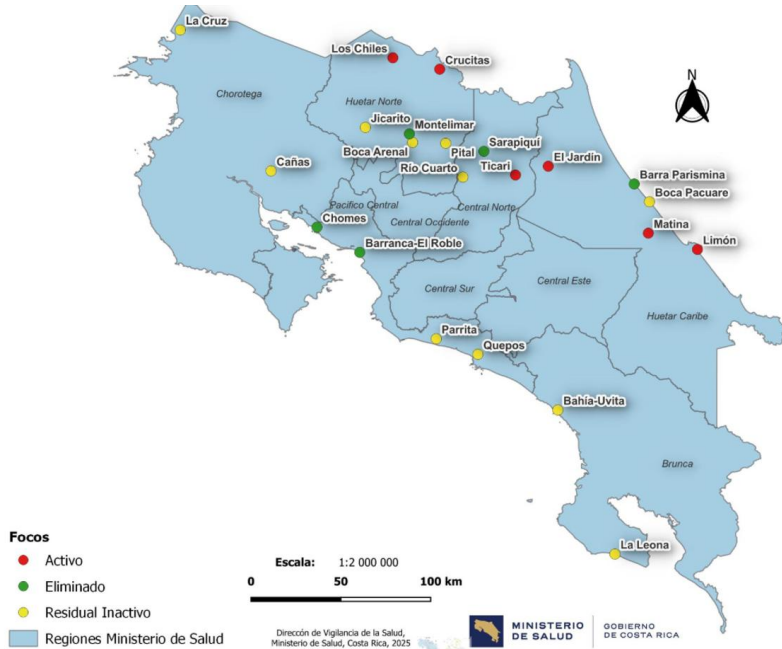 La Cruz
Los Chiles
Crucitas
N
Chorotega
Huetar Norte
Jicarito
Montelimar
Boca Arenal
Pital
Sarapiquí
El Jardín
Cañas
Río Cuarto
Ticari
Barra Parismina
Boca Pacuare
Pacífico Central
Central Norte
Chomes
Central Occidente
Matina
Barranca-El Roble
Limón
Central Sur
Central Este
Huetar Caribe
Parrita
Quepos
Bahía-Uvita
Brunca
La Leona
Focos
Activo
Eliminado
Residual Inactivo
Regiones Ministerio de Salud
Escala: 1:2 000 000
0 50 100 km
Direccón de Vigilancia de la Salud,
Ministerio de Salud, Costa Rica, 2025
MINISTERIO
DE SALUD
GOBIERNO
DE COSTA RICA